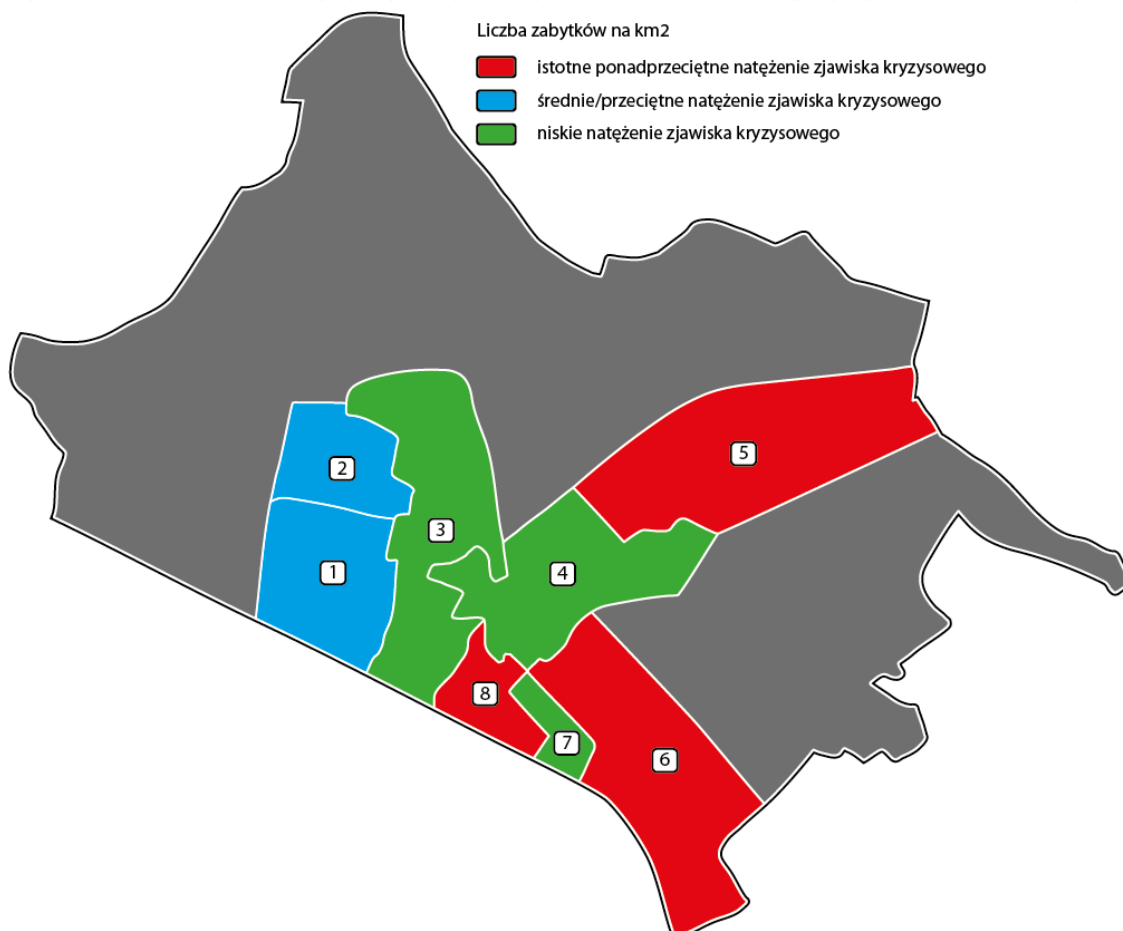 Liczba zabytków na km2
istotne ponadprzeciętne natężenie zjawiska kryzysowego
średnie/przeciętne natężenie zjawiska kryzysowego
niskie natężenie zjawiska kryzysowego
5
2
3
1
4
8
7
6